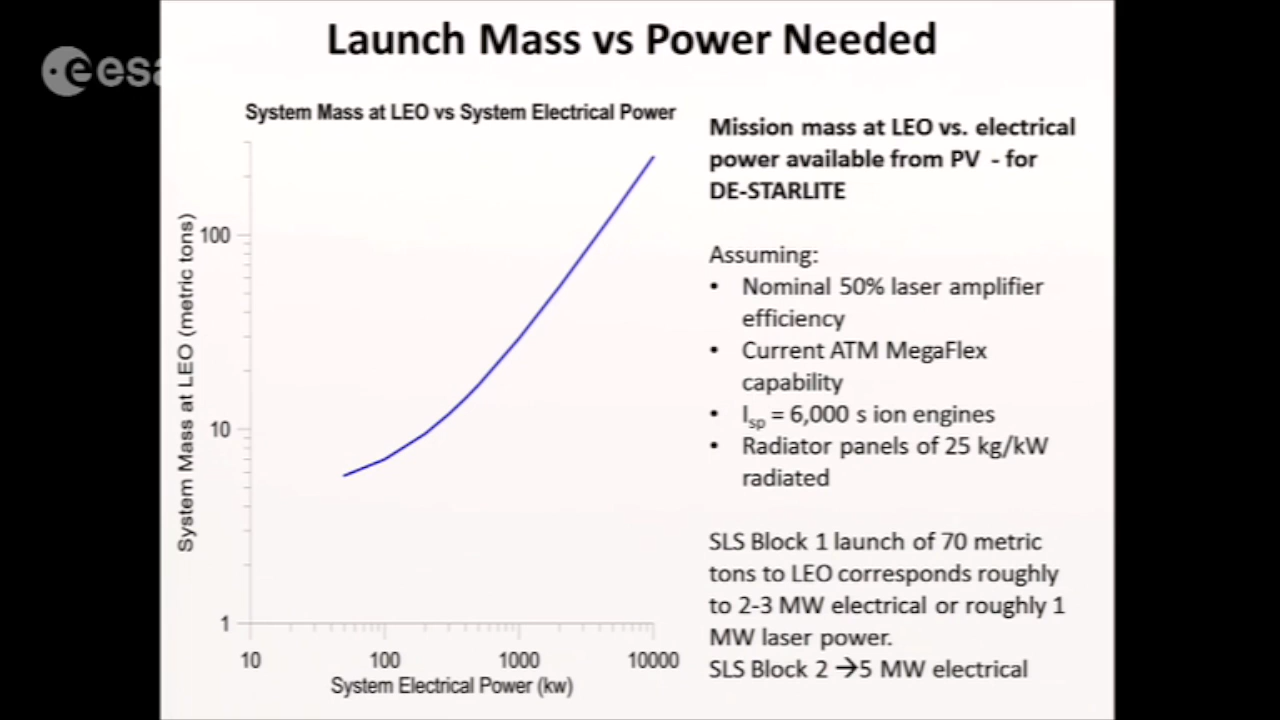 Launch Mass vs Power Needed
esa
System Mass at LEO vs System Electrical Power
System Mass at LEO (metric tons)
100
10
1
10
100
1000
10000
System Electrical Power (kw)
Mission mass at LEO vs. electrical
power available from PV - for
DE-STARLITE
Assuming:
• Nominal 50% laser amplifier
efficiency
• Current ATM MegaFlex
capability
• Isp = 6,000 s ion engines
• Radiator panels of 25 kg/kW
radiated
SLS Block 1 launch of 70 metric
tons to LEO corresponds roughly
to 2-3 MW electrical or roughly 1
MW laser power.
SLS Block 2 →5 MW electrical